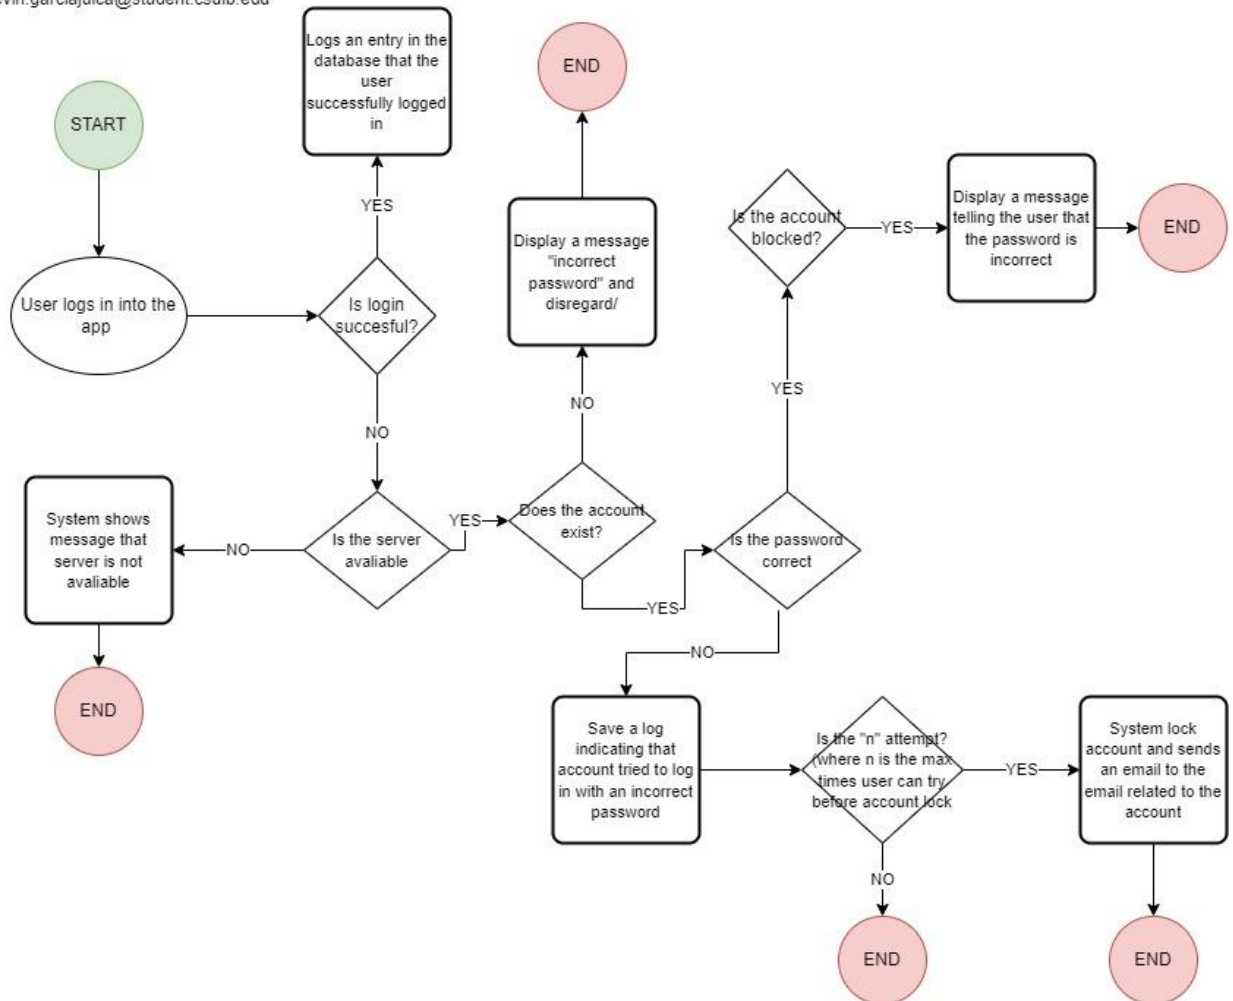 Logs an entry in the
database that the
user
successfully logged
in
END
START
YES
Is the account
blocked?
YES
Display a message
telling the user that
the password is
incorrect
END
Display a message
"incorrect
password" and
disregard/
User logs in into the
app
Is login
succesful?
YES
NO
NO
System shows
message that
server is not
avaliable
NO
Is the server
avaliable
YES
Does the account
exist?
Is the password
correct
YES
NO
END
Save a log
indicating that
account tried to log
in with an incorrect
password
Is the "n" attempt?
(where n is the max
times user can try
before account lock
YES
System lock
account and sends
an email to the
email related to the
account
NO
END
END